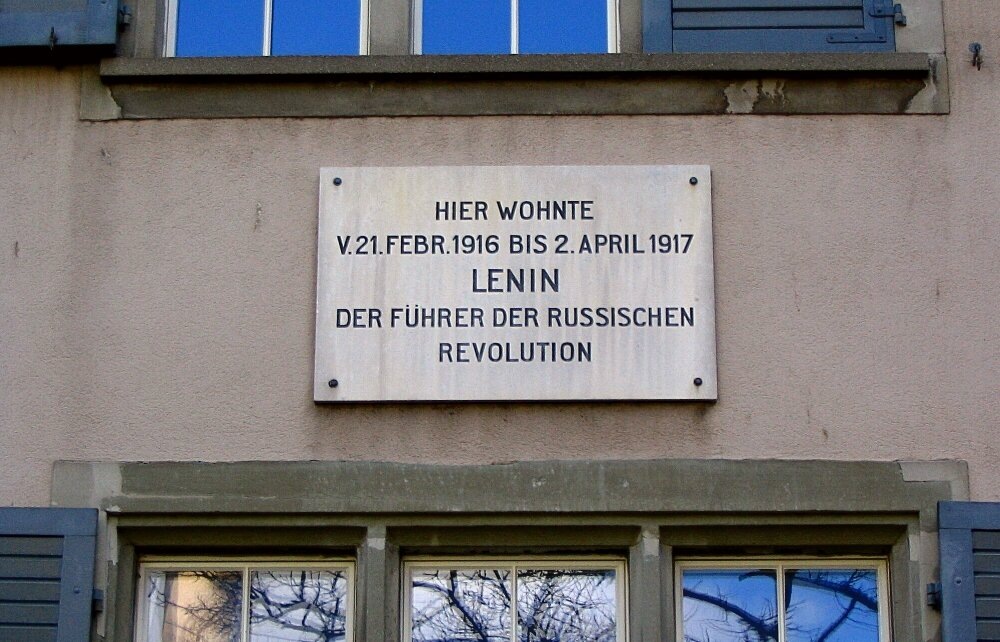 HIER WOHNTE
V. 21. FEBR. 1916 BIS 2. APRIL 1917
LENIN
DER FÜHRER DER RUSSISCHEN
REVOLUTION